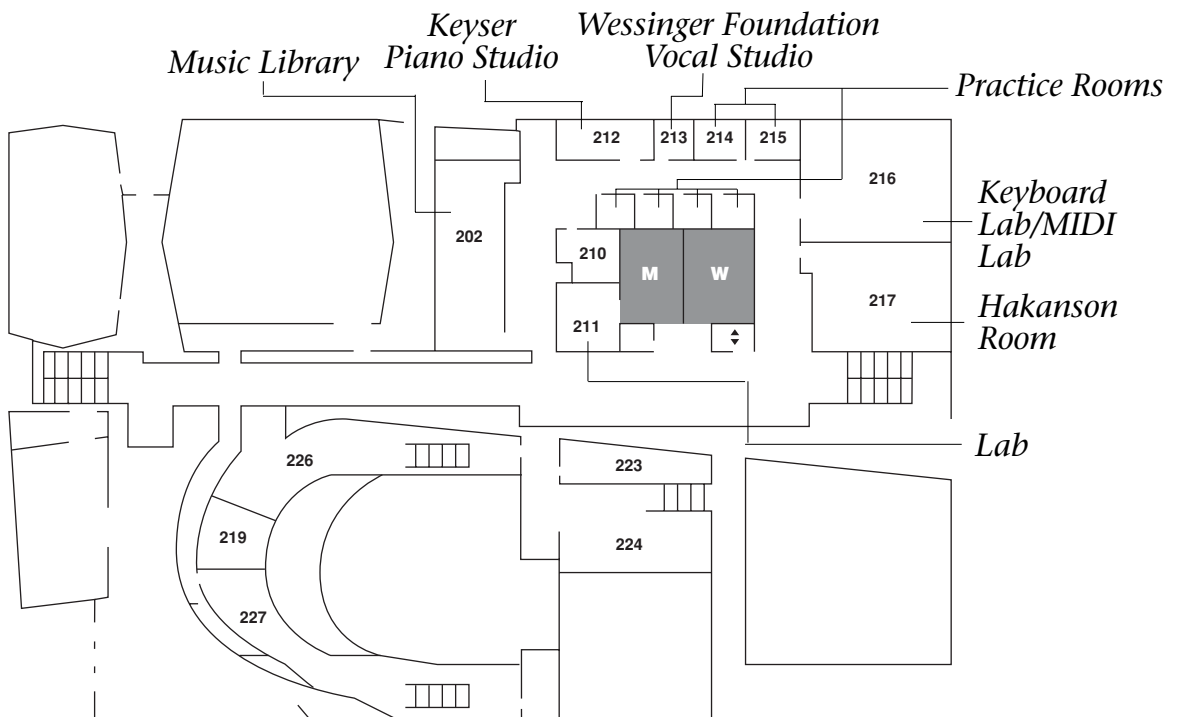 Keyser
Piano Studio
Wessinger Foundation
Vocal Studio
Music Library
Practice Rooms
212
213
214
215
216
Keyboard
Lab/MIDI
Lab
202
210
M
W
217
Hakanson
Room
211
Lab
226
223
219
224
227